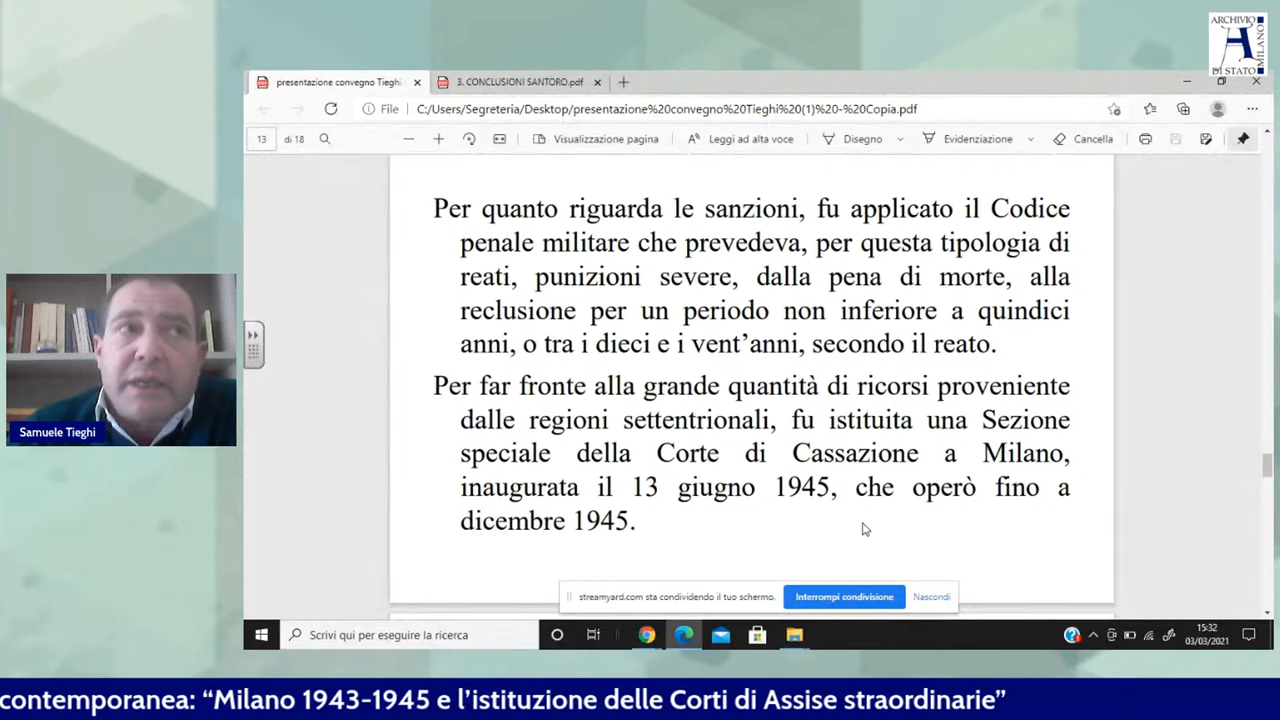 ARCHIVIO
DI STATO
MILANO
presentazione convegno Tieghi
3. CONCLUSIONI SANTORO.pdf
File
C:/Users/Segreteria/Desktop/presentazione%20convegno%20Tieghi%20(1)%20-%20Copia.pdf
13 di 18
Visualizzazione pagina
Leggi ad alta voce
Disegno
Evidenziazione
Cancella
Per quanto riguarda le sanzioni, fu applicato il Codice
penale militare che prevedeva, per questa tipologia di
reati, punizioni severe, dalla pena di morte, alla
reclusione per un periodo non inferiore a quindici
anni, o tra i dieci e i vent’anni, secondo il reato.
Per far fronte alla grande quantità di ricorsi proveniente
dalle regioni settentrionali, fu istituita una Sezione
speciale della Corte di Cassazione a Milano,
inaugurata il 13 giugno 1945, che operò fino a
dicembre 1945.
Samuele Tieghi
streamyard.com sta condividendo il tuo schermo.
Interrompi condivisione
Nascondi
Scrivi qui per eseguire la ricerca
15:32
03/03/2021
contemporanea: “Milano 1943-1945 e l’istituzione delle Corti di Assise straordinarie”